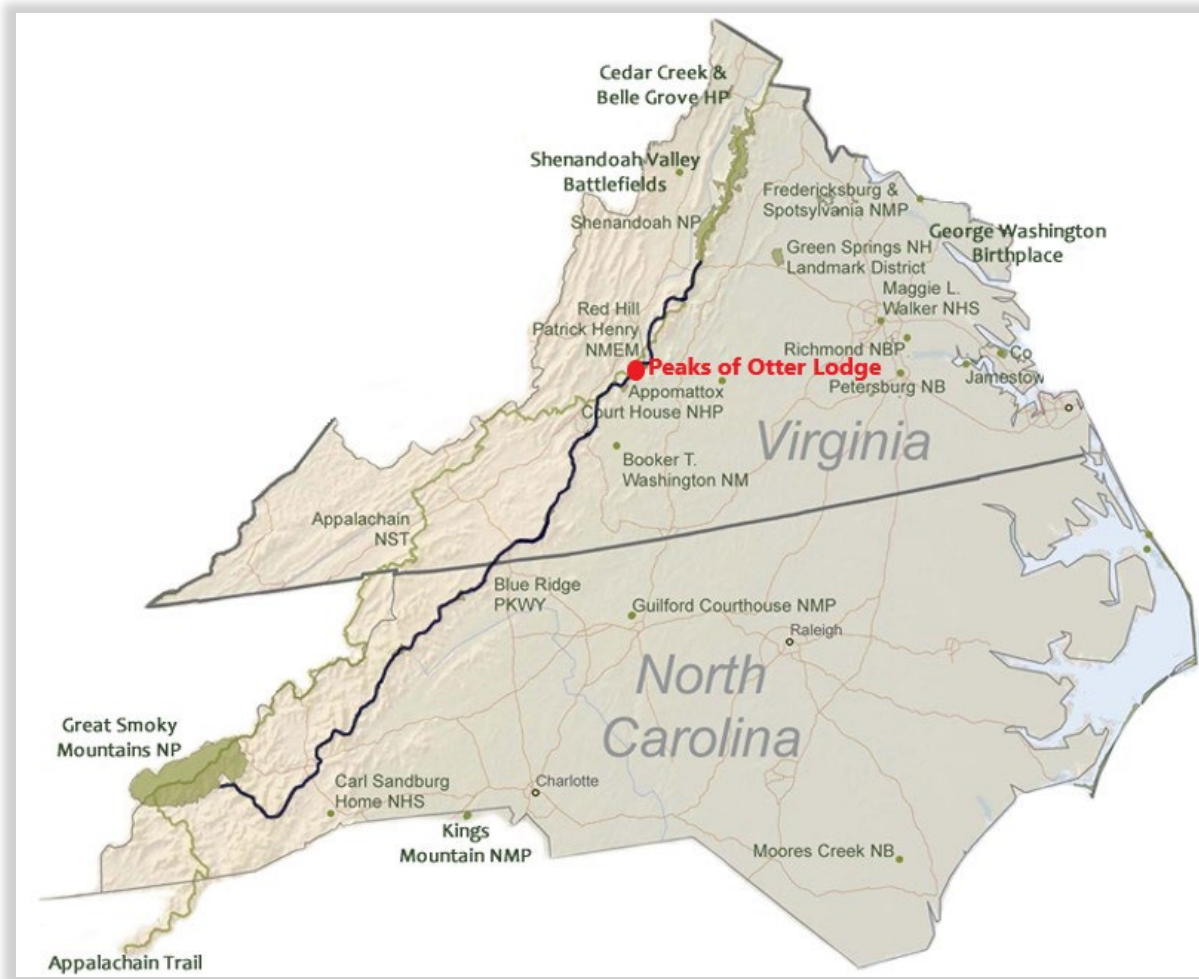 Cedar Creek &
Belle Grove HP
Shenandoah Valley
Battlefields
Shenandoah NP
Fredericksburg &
Spotsylvania NMP
George Washington
Birthplace
Green Springs NH
Landmark District
Maggie L.
Walker NHS
Red Hill
Patrick Henry
NMEM
Richmond NBP
Co
Jamestow
Peaks of Otter Lodge
Petersburg NB
Appomattox
Court House NHP
Virginia
Booker T.
Washington NM
Appalachain
NST
Blue Ridge
PKWY
Guilford Courthouse NMP
Raleigh
North
Carolina
Great Smoky
Mountains NP
Carl Sandburg
Home NHS
Charlotte
Kings
Mountain NMP
Moores Creek NB
Appalachain Trail